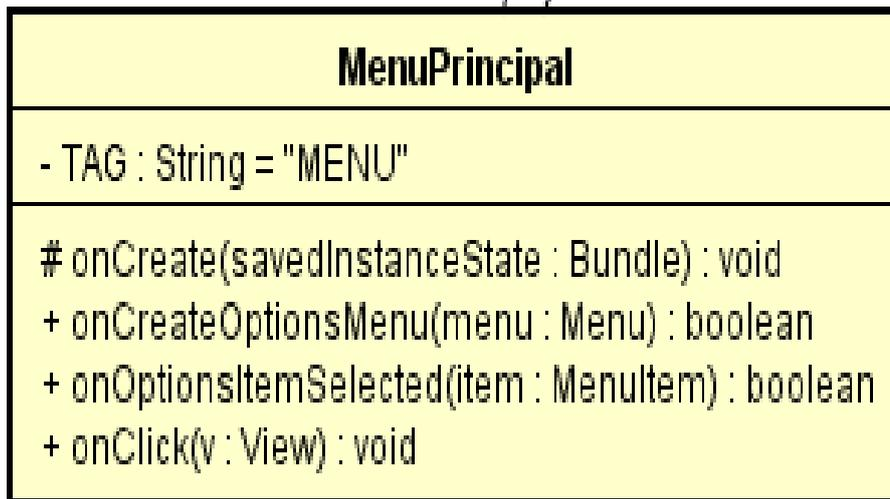 MenuPrincipal
- TAG : String = "MENU"
# onCreate(savedInstanceState : Bundle) : void
+ onCreateOptionsMenu(menu : Menu) : boolean
+ onOptionsItemSelected(item : MenuItem) : boolean
+ onClick(v : View) : void